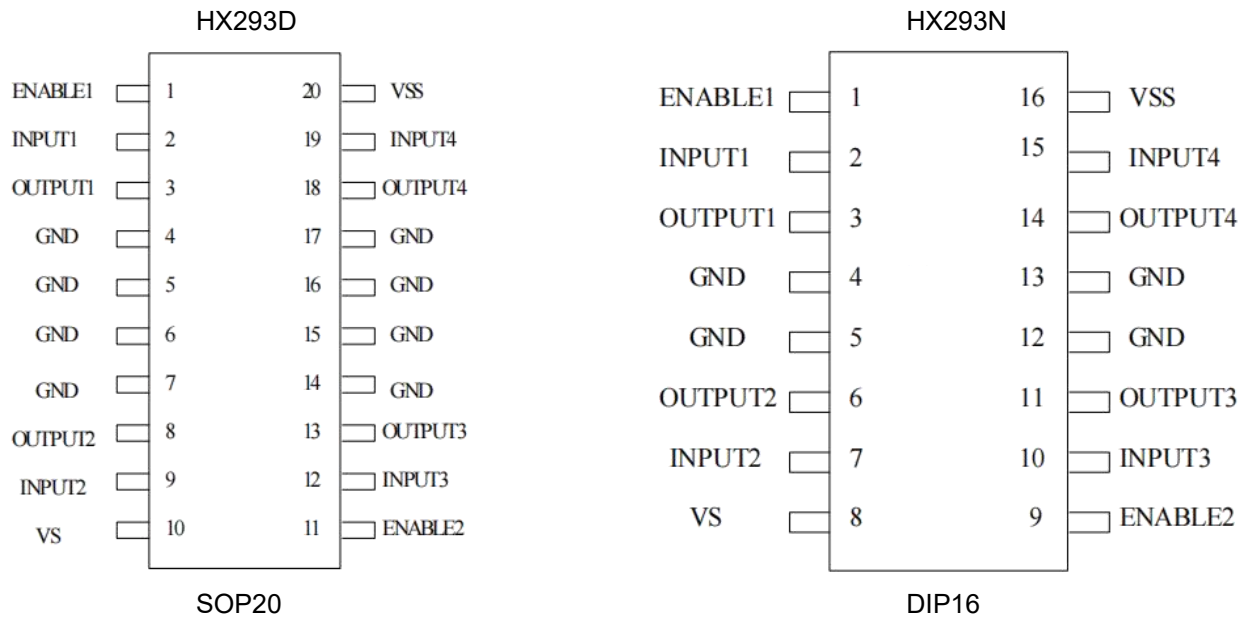 HX293D
ENABLE1 1 20 VSS
INPUT1 2 19 INPUT4
OUTPUT1 3 18 OUTPUT4
GND 4 17 GND
GND 5 16 GND
GND 6 15 GND
GND 7 14 GND
OUTPUT2 8 13 OUTPUT3
INPUT2 9 12 INPUT3
VS 10 11 ENABLE2
SOP20
HX293N
ENABLE1 1 16 VSS
INPUT1 2 15 INPUT4
OUTPUT1 3 14 OUTPUT4
GND 4 13 GND
GND 5 12 GND
OUTPUT2 6 11 OUTPUT3
INPUT2 7 10 INPUT3
VS 8 9 ENABLE2
DIP16